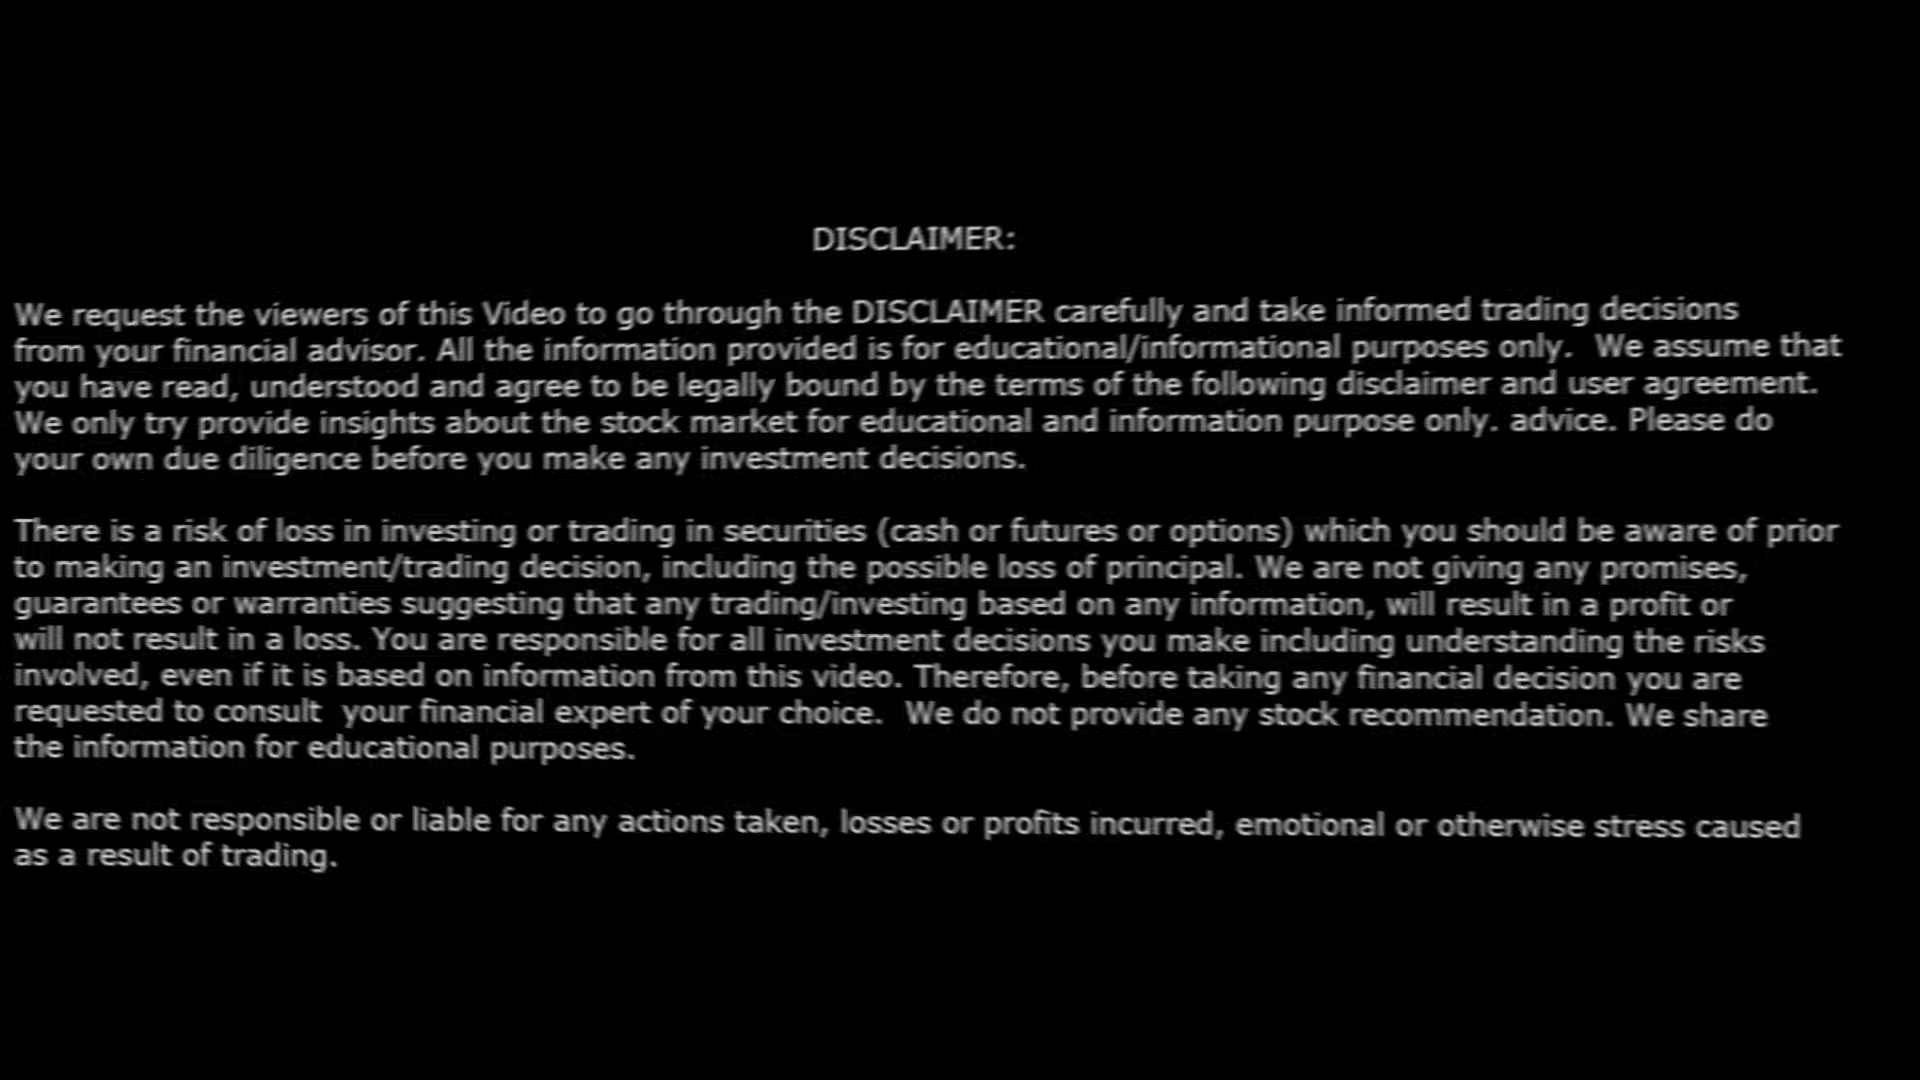 DISCLAIMER:
We request the viewers of this Video to go through the DISCLAIMER carefully and take informed trading decisions
from your financial advisor. All the information provided is for educational/informational purposes only.  We assume that
you have read, understood and agree to be legally bound by the terms of the following disclaimer and user agreement.
We only try provide insights about the stock market for educational and information purpose only. advice. Please do
your own due diligence before you make any investment decisions.
There is a risk of loss in investing or trading in securities (cash or futures or options) which you should be aware of prior
to making an investment/trading decision, including the possible loss of principal. We are not giving any promises,
guarantees or warranties suggesting that any trading/investing based on any information, will result in a profit or
will not result in a loss. You are responsible for all investment decisions you make including understanding the risks
involved, even if it is based on information from this video. Therefore, before taking any financial decision you are
requested to consult  your financial expert of your choice.  We do not provide any stock recommendation. We share
the information for educational purposes.
We are not responsible or liable for any actions taken, losses or profits incurred, emotional or otherwise stress caused
as a result of trading.